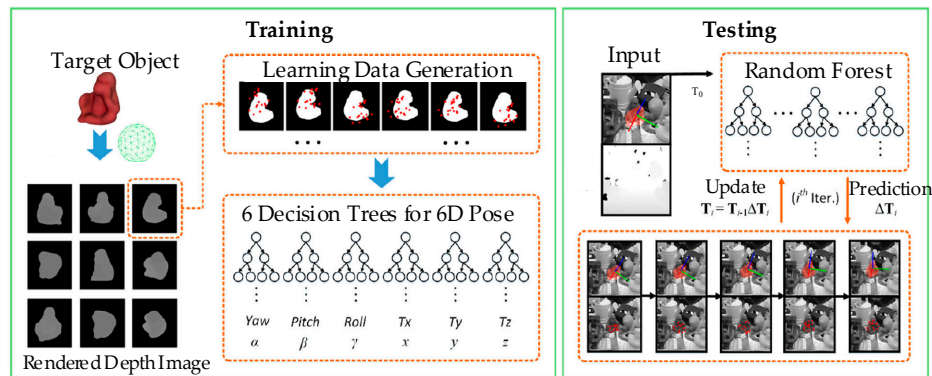 Training
Target Object
Learning Data Generation
6 Decision Trees for 6D Pose
Yaw Pitch Roll Tx Ty Tz
α β γ x y z
Rendered Depth Image
Testing
Input
T₀
Random Forest
Update
Tᵢ = Tᵢ₋₁ΔTᵢ
(iᵗʰ Iter.)
Prediction
ΔTᵢ